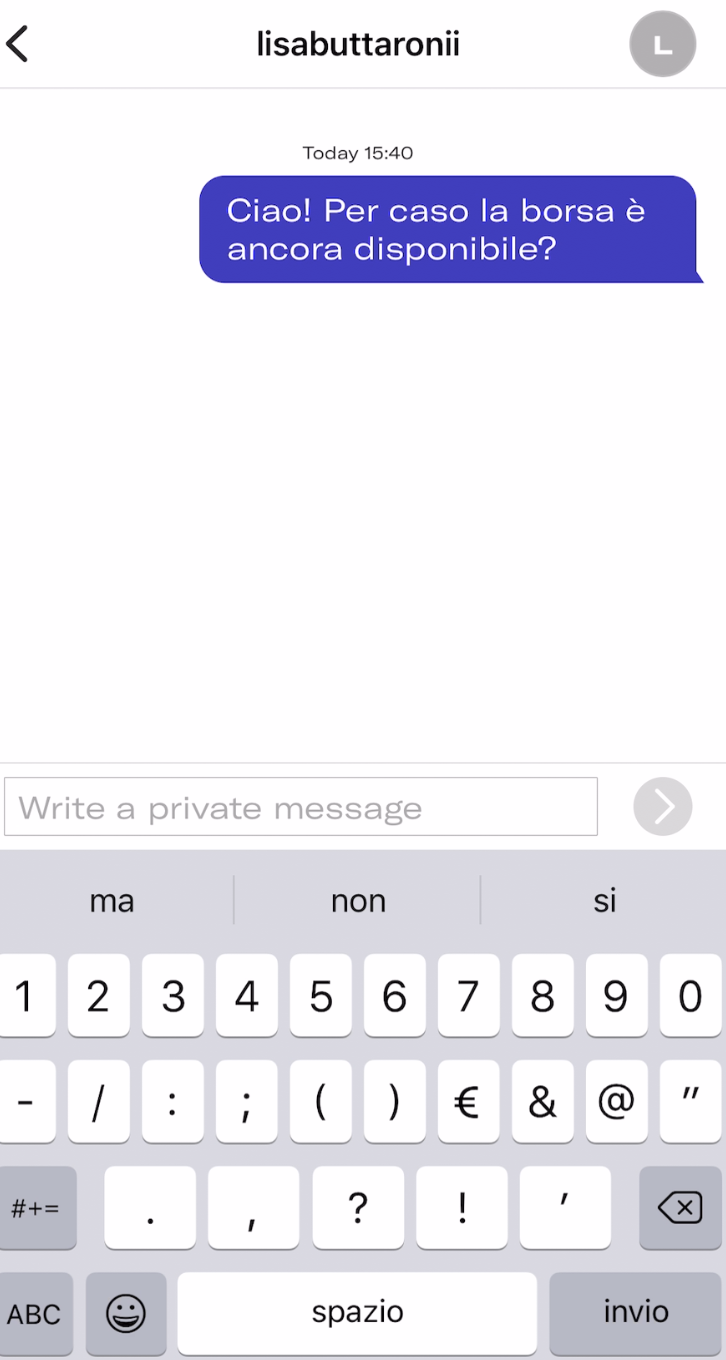 lisabuttaronii
L
Today 15:40
Ciao! Per caso la borsa è
ancora disponibile?
Write a private message
ma non si
1 2 3 4 5 6 7 8 9 0
- / : ; ( ) € & @ "
#+= . , ? ! '
ABC spazio invio